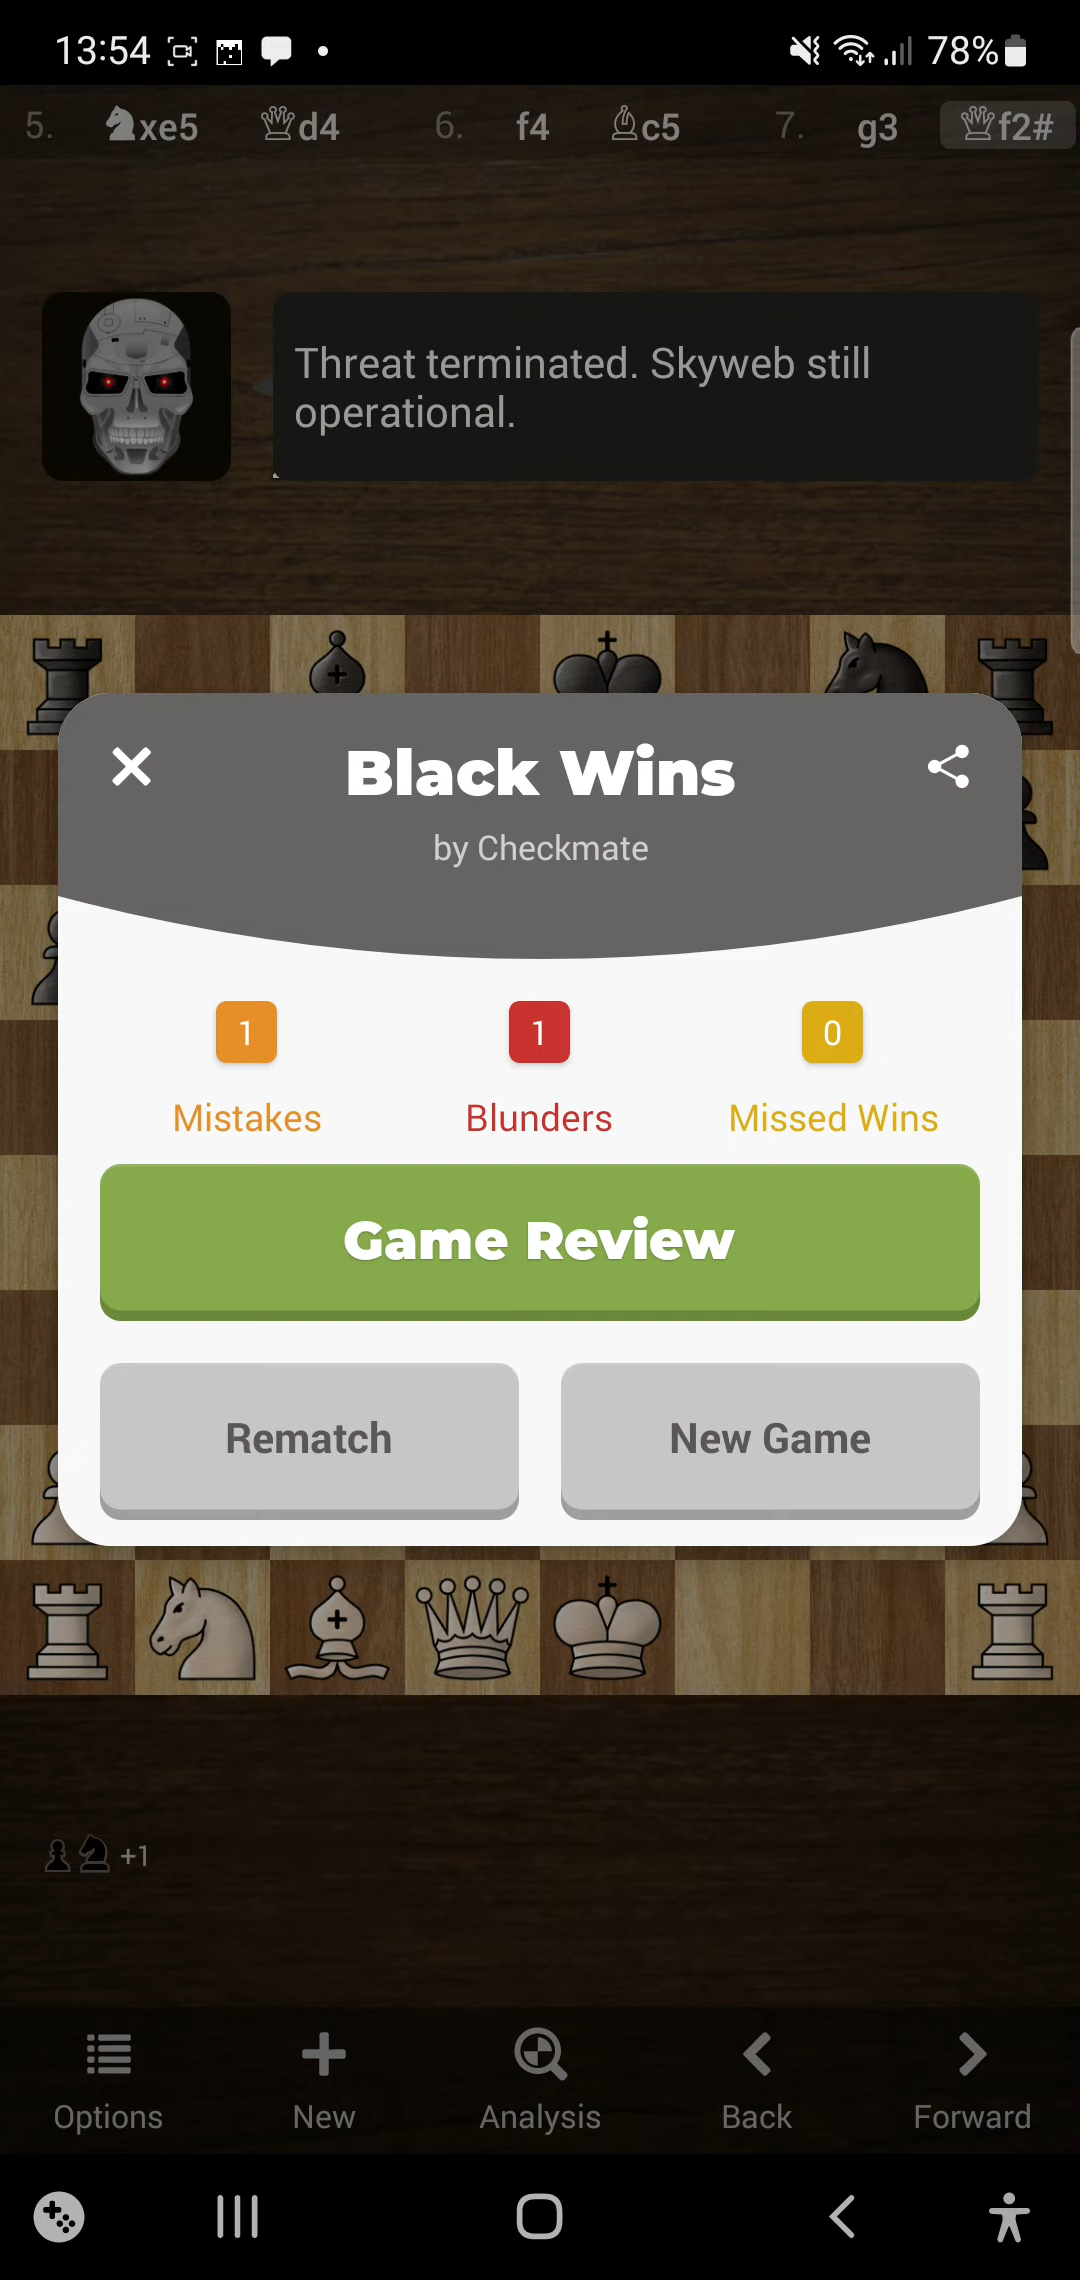 13:54 78%
5. ♞xe5 ♕d4 6. f4 ♗c5 7. g3 ♕f2#
Threat terminated. Skyweb still
operational.
Black Wins
by Checkmate
1 1 0
Mistakes Blunders Missed Wins
Game Review
Rematch New Game
+1
Options New Analysis Back Forward